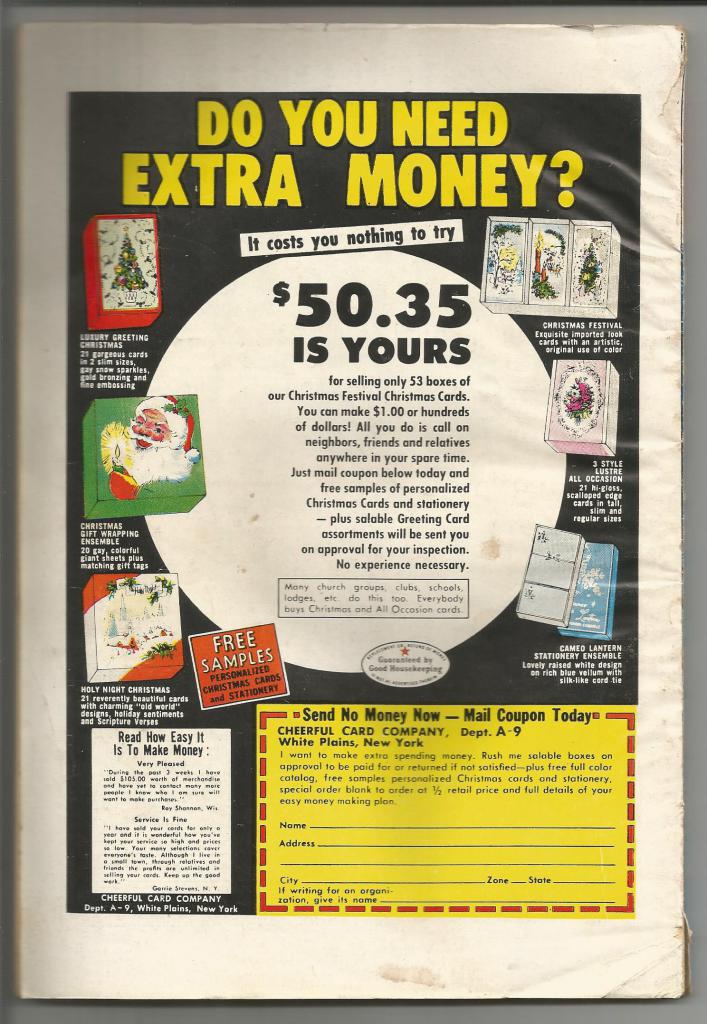 DO YOU NEED
EXTRA MONEY?
It costs you nothing to try
$50.35
IS YOURS
for selling only 53 boxes of
our Christmas Festival Christmas Cards.
You can make $1.00 or hundreds
of dollars! All you do is call on
neighbors, friends and relatives
anywhere in your spare time.
Just mail coupon below today and
free samples of personalized
Christmas Cards and stationery
— plus salable Greeting Card
assortments will be sent you
on approval for your inspection.
No experience necessary.
Many church groups, clubs, schools,
lodges, etc. do this too. Everybody
buys Christmas and All Occasion cards.
Guaranteed by
Good Housekeeping
LUXURY GREETING
CHRISTMAS
21 gorgeous cards
in 2 slim sizes,
gay snow sparkles,
gold bronzing and
fine embossing
CHRISTMAS
GIFT WRAPPING
ENSEMBLE
20 gay, colorful
giant sheets plus
matching gift tags
HOLY NIGHT CHRISTMAS
21 reverently beautiful cards
with charming "old world"
designs, holiday sentiments
and Scripture Verses
FREE
SAMPLES
PERSONALIZED
CHRISTMAS CARDS
and STATIONERY
CHRISTMAS FESTIVAL
Exquisite imported look
cards with an artistic,
original use of color
3 STYLE
LUSTRE
ALL OCCASION
21 hi-gloss,
scalloped edge
cards in tall,
slim and
regular sizes
CAMEO LANTERN
STATIONERY ENSEMBLE
Lovely raised white design
on rich blue vellum with
silk-like cord tie
Read How Easy It
Is To Make Money:
Very Pleased
"During the past 3 weeks I have
sold $105.00 worth of merchandise
and have yet to contact many more
people I know who I am sure will
want to make purchases."
Ray Shannon, Wis.
Service Is Fine
"I have sold your cards for only a
year and it is wonderful how you've
kept your service so high and prices
so low. Your many selections cover
everyone's taste. Although I live in
a small town, through relatives and
friends the profits are unlimited in
selling your cards. Keep up the good
work."
Garrie Stevens, N. Y.
CHEERFUL CARD COMPANY
Dept. A-9, White Plains, New York
Send No Money Now — Mail Coupon Today
CHEERFUL CARD COMPANY, Dept. A-9
White Plains, New York
I want to make extra spending money. Rush me salable boxes on
approval to be paid for or returned if not satisfied—plus free full color
catalog, free samples personalized Christmas cards and stationery,
special order blank to order at ½ retail price and full details of your
easy money making plan.
Name
Address
City Zone State
If writing for an organi-
zation, give its name